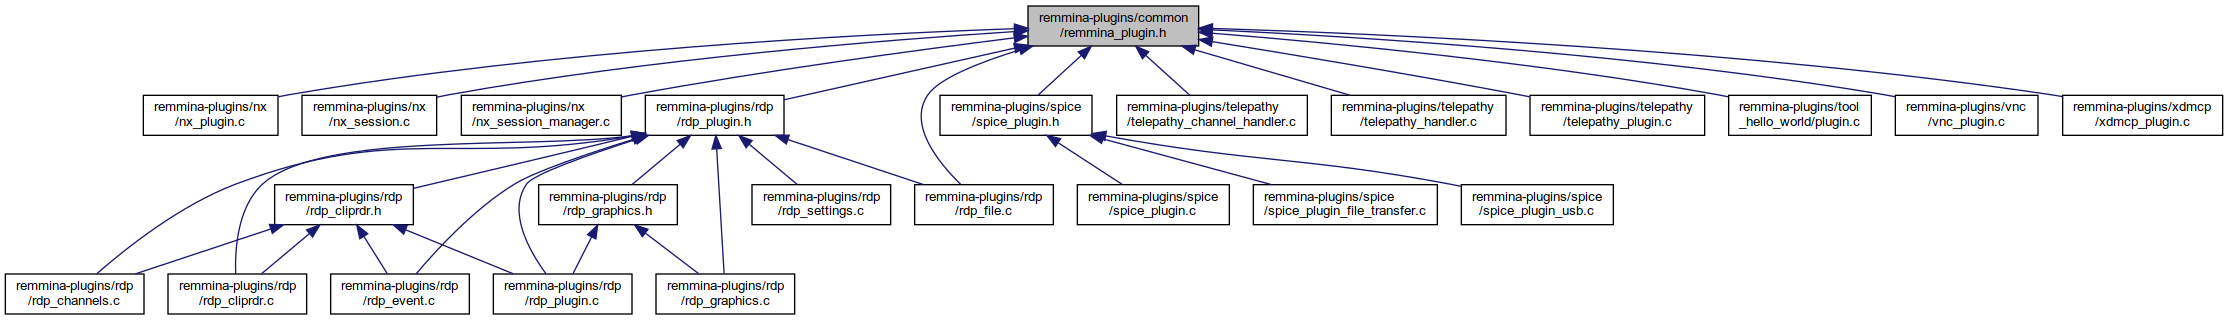 remmina-plugins/common
/remmina_plugin.h
remmina-plugins/nx
/nx_plugin.c
remmina-plugins/nx
/nx_session.c
remmina-plugins/nx
/nx_session_manager.c
remmina-plugins/rdp
/rdp_plugin.h
remmina-plugins/spice
/spice_plugin.h
remmina-plugins/telepathy
/telepathy_channel_handler.c
remmina-plugins/telepathy
/telepathy_handler.c
remmina-plugins/telepathy
/telepathy_plugin.c
remmina-plugins/tool
_hello_world/plugin.c
remmina-plugins/vnc
/vnc_plugin.c
remmina-plugins/xdmcp
/xdmcp_plugin.c
remmina-plugins/rdp
/rdp_cliprdr.h
remmina-plugins/rdp
/rdp_graphics.h
remmina-plugins/rdp
/rdp_settings.c
remmina-plugins/rdp
/rdp_file.c
remmina-plugins/spice
/spice_plugin.c
remmina-plugins/spice
/spice_plugin_file_transfer.c
remmina-plugins/spice
/spice_plugin_usb.c
remmina-plugins/rdp
/rdp_channels.c
remmina-plugins/rdp
/rdp_cliprdr.c
remmina-plugins/rdp
/rdp_event.c
remmina-plugins/rdp
/rdp_plugin.c
remmina-plugins/rdp
/rdp_graphics.c